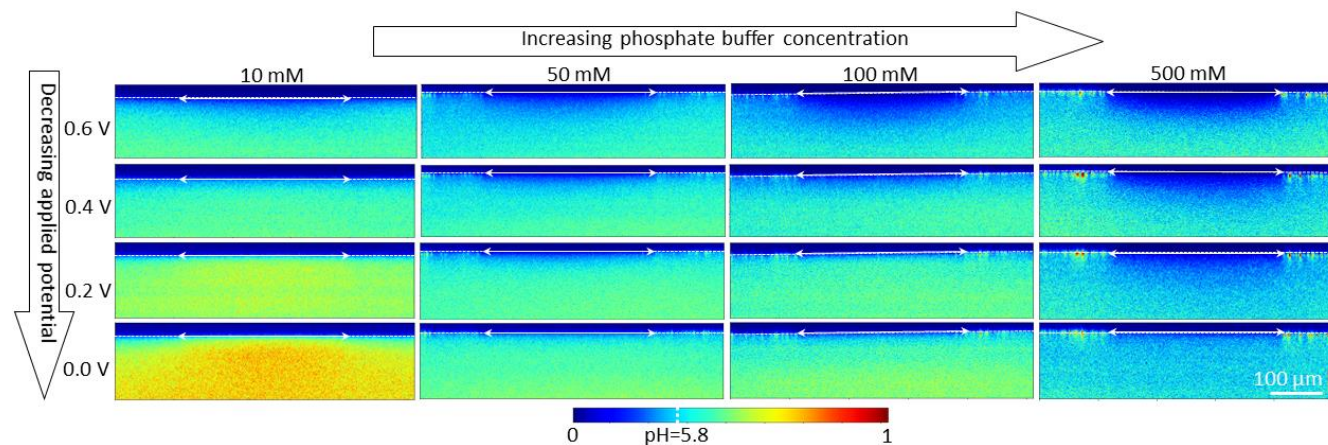 Increasing phosphate buffer concentration
10 mM
50 mM
100 mM
500 mM
Decreasing applied potential
0.6 V
0.4 V
0.2 V
0.0 V
100 µm
0
pH=5.8
1